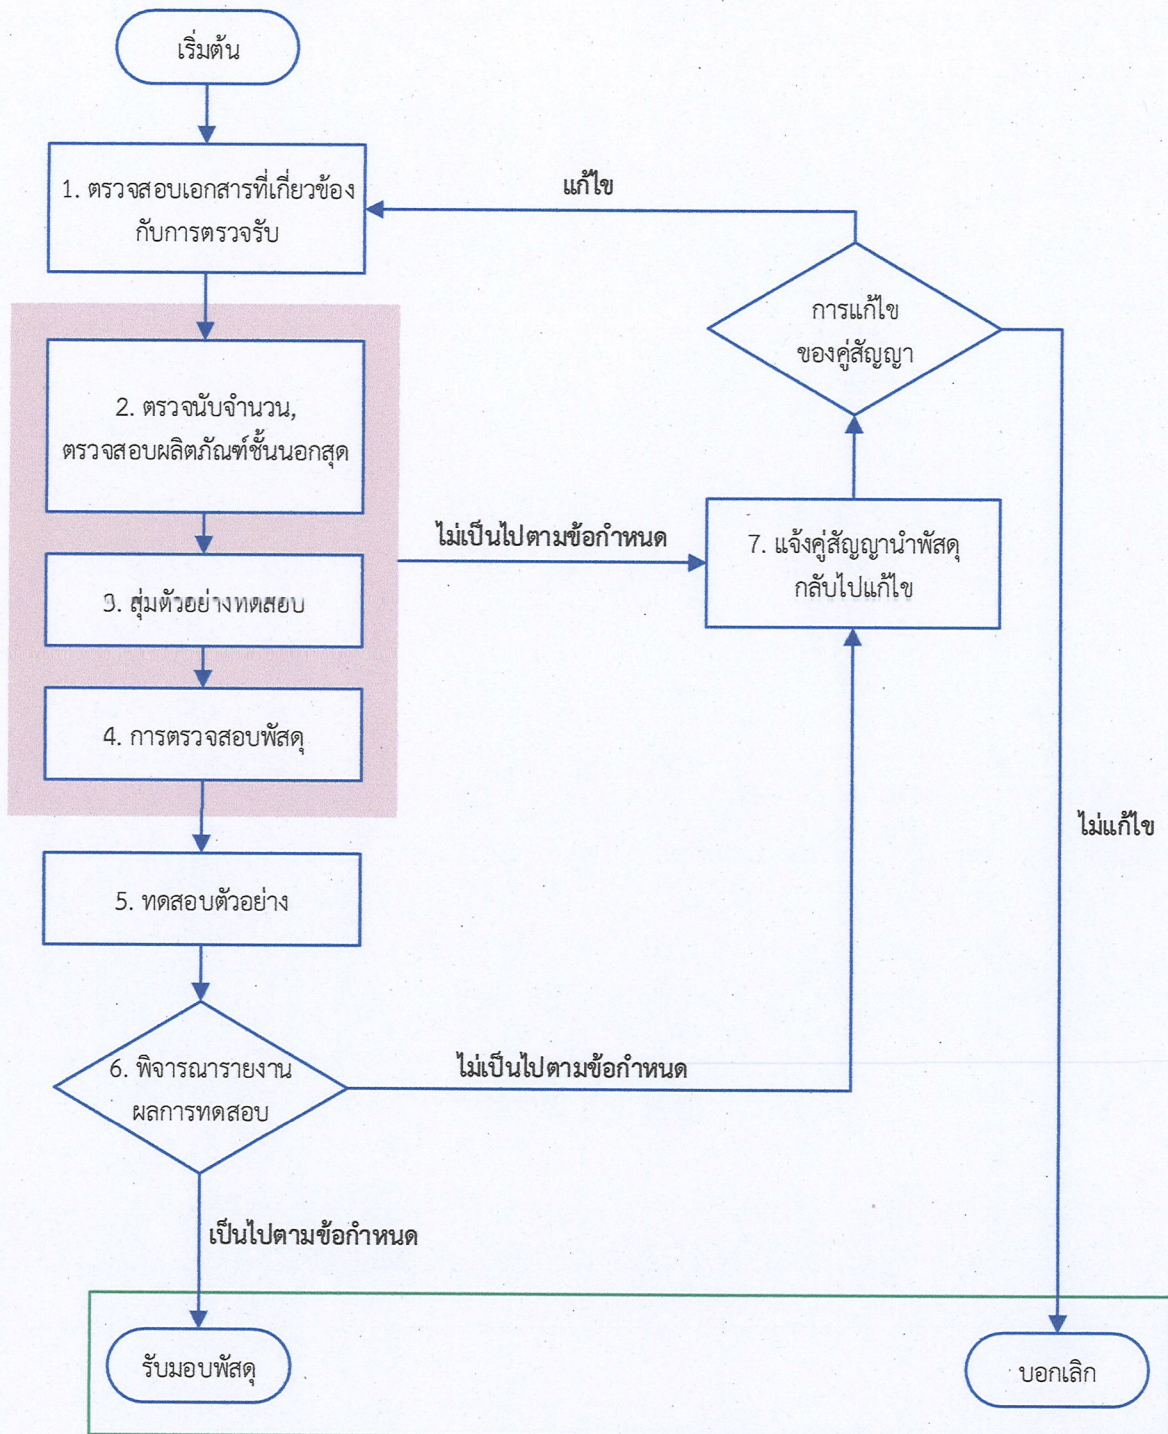 เริ่มต้น
1. ตรวจสอบเอกสารที่เกี่ยวข้อง
กับการตรวจรับ
แก้ไข
การแก้ไข
ของคู่สัญญา
2. ตรวจนับจำนวน,
ตรวจสอบผลิตภัณฑ์ชั้นนอกสุด
ไม่เป็นไปตามข้อกำหนด
7. แจ้งคู่สัญญานำพัสดุ
กลับไปแก้ไข
3. สุ่มตัวอย่างทดสอบ
4. การตรวจสอบพัสดุ
ไม่แก้ไข
5. ทดสอบตัวอย่าง
6. พิจารณารายงาน
ผลการทดสอบ
ไม่เป็นไปตามข้อกำหนด
เป็นไปตามข้อกำหนด
รับมอบพัสดุ
บอกเลิก